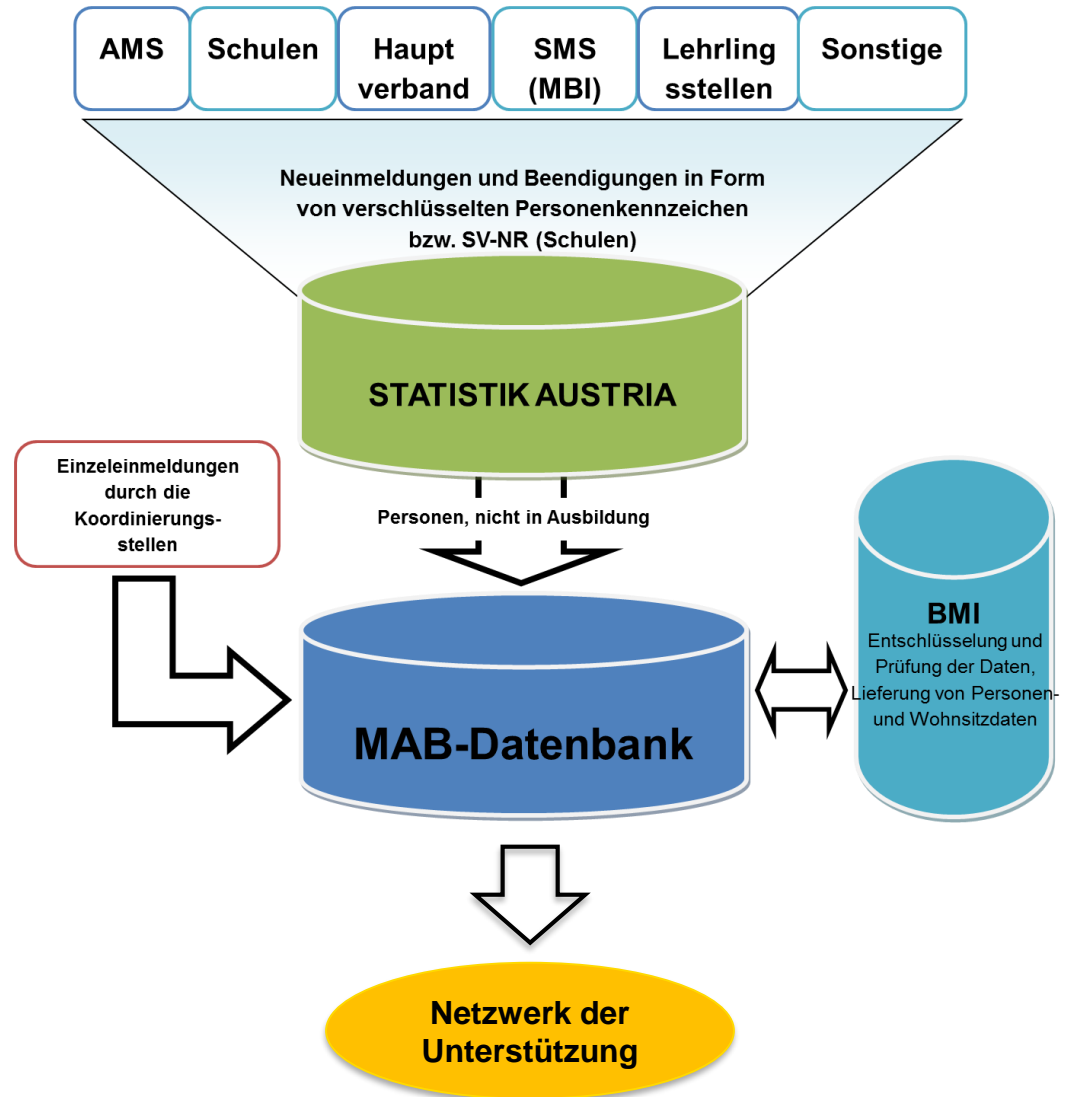 AMS
Schulen
Haupt
verband
SMS
(MBI)
Lehrling
sstellen
Sonstige
Neueinmeldungen und Beendigungen in Form
von verschlüsselten Personenkennzeichen
bzw. SV-NR (Schulen)
STATISTIK AUSTRIA
Einzeleinmeldungen
durch die
Koordinierungs-
stellen
Personen, nicht in Ausbildung
BMI
Entschlüsselung und
Prüfung der Daten,
Lieferung von Personen-
und Wohnsitzdaten
MAB-Datenbank
Netzwerk der
Unterstützung